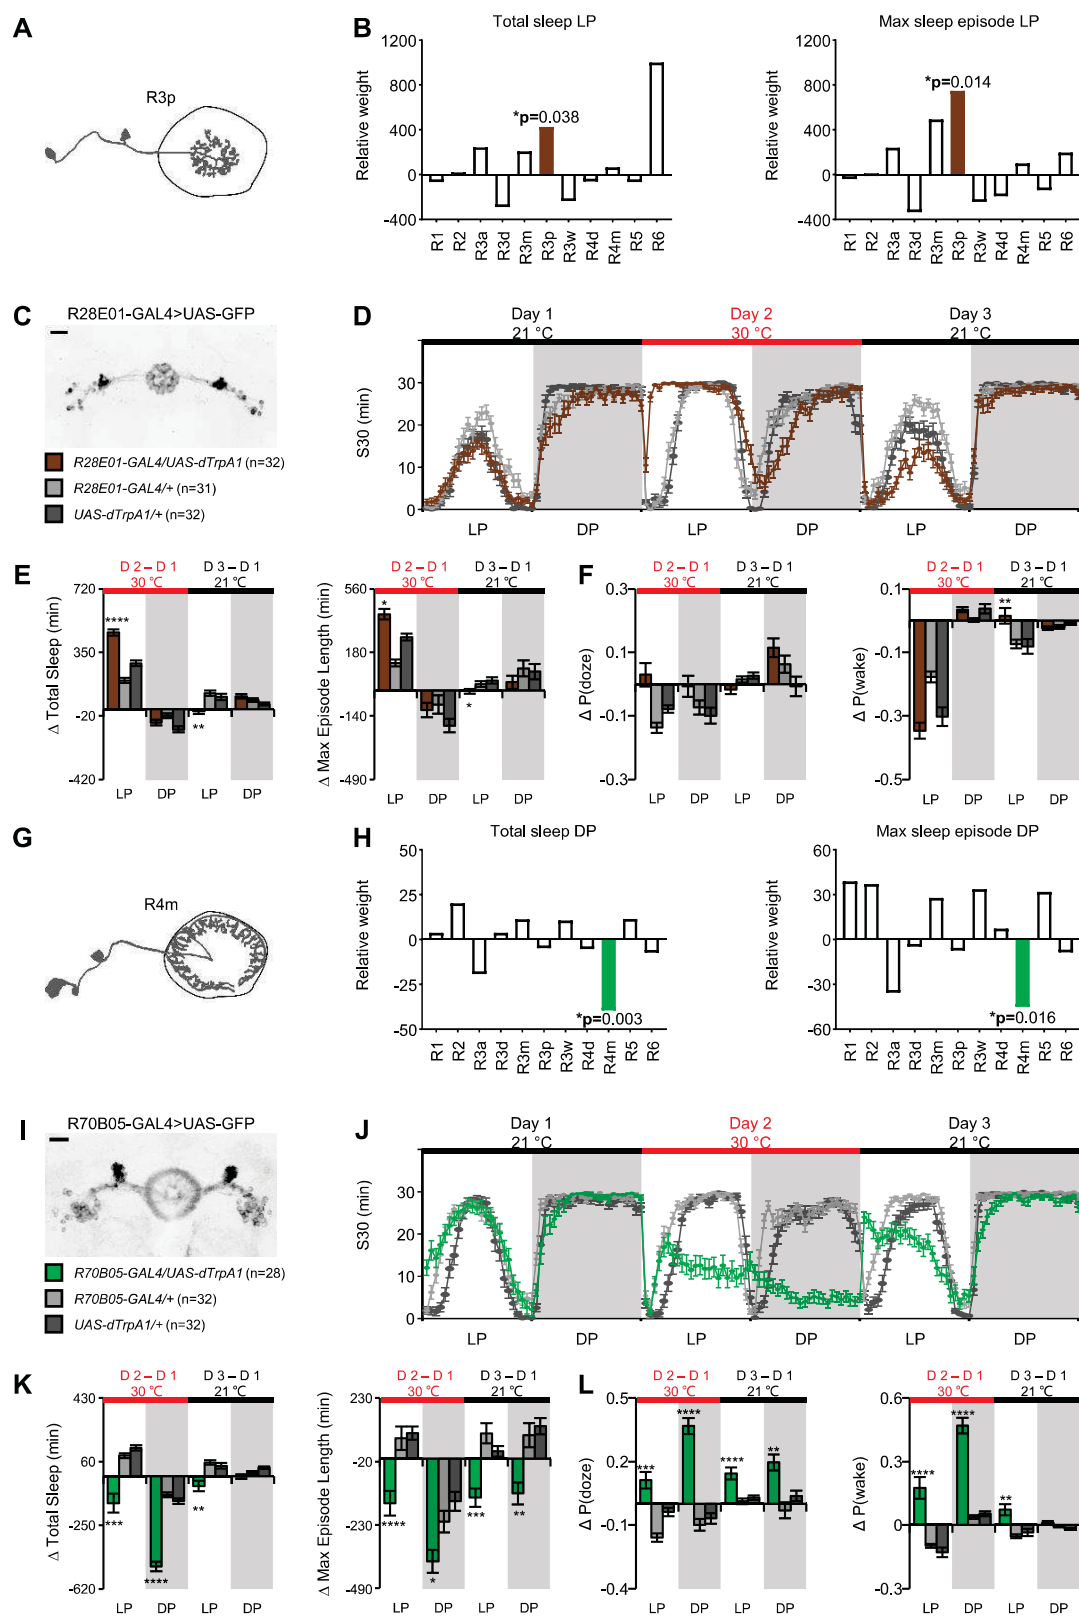 A
R3p
B
Total sleep LP
Relative weight
1200
800
400
0
-400
*p=0.038
R1 R2 R3a R3d R3m R3p R3w R4d R4m R5 R6
Max sleep episode LP
Relative weight
1200
800
400
0
-400
*p=0.014
R1 R2 R3a R3d R3m R3p R3w R4d R4m R5 R6
C
R28E01-GAL4>UAS-GFP
R28E01-GAL4/UAS-dTrpA1 (n=32)
R28E01-GAL4/+ (n=31)
UAS-dTrpA1/+ (n=32)
D
Day 1
21 °C
Day 2
30 °C
Day 3
21 °C
S30 (min)
30
20
10
0
LP DP LP DP LP DP
E
D 2 – D 1
30 °C
D 3 – D 1
21 °C
Δ Total Sleep (min)
720
350
-20
-420
****
**
LP DP LP DP
D 2 – D 1
30 °C
D 3 – D 1
21 °C
Δ Max Episode Length (min)
560
180
-140
-490
*
*
LP DP LP DP
F
D 2 – D 1
30 °C
D 3 – D 1
21 °C
Δ P(doze)
0.3
0.1
-0.1
-0.3
LP DP LP DP
D 2 – D 1
30 °C
D 3 – D 1
21 °C
Δ P(wake)
0.1
-0.1
-0.3
-0.5
**
LP DP LP DP
G
R4m
H
Total sleep DP
Relative weight
50
25
0
-25
-50
*p=0.003
R1 R2 R3a R3d R3m R3p R3w R4d R4m R5 R6
Max sleep episode DP
Relative weight
60
30
0
-30
-60
*p=0.016
R1 R2 R3a R3d R3m R3p R3w R4d R4m R5 R6
I
R70B05-GAL4>UAS-GFP
R70B05-GAL4/UAS-dTrpA1 (n=28)
R70B05-GAL4/+ (n=32)
UAS-dTrpA1/+ (n=32)
J
Day 1
21 °C
Day 2
30 °C
Day 3
21 °C
S30 (min)
30
20
10
0
LP DP LP DP LP DP
K
D 2 – D 1
30 °C
D 3 – D 1
21 °C
Δ Total Sleep (min)
430
60
-250
-620
***
****
**
LP DP LP DP
D 2 – D 1
30 °C
D 3 – D 1
21 °C
Δ Max Episode Length (min)
230
-20
-230
-490
****
*
***
**
LP DP LP DP
L
D 2 – D 1
30 °C
D 3 – D 1
21 °C
Δ P(doze)
0.5
0.2
-0.1
-0.4
***
****
****
**
LP DP LP DP
D 2 – D 1
30 °C
D 3 – D 1
21 °C
Δ P(wake)
0.6
0.2
-0.2
-0.6
****
****
**
LP DP LP DP